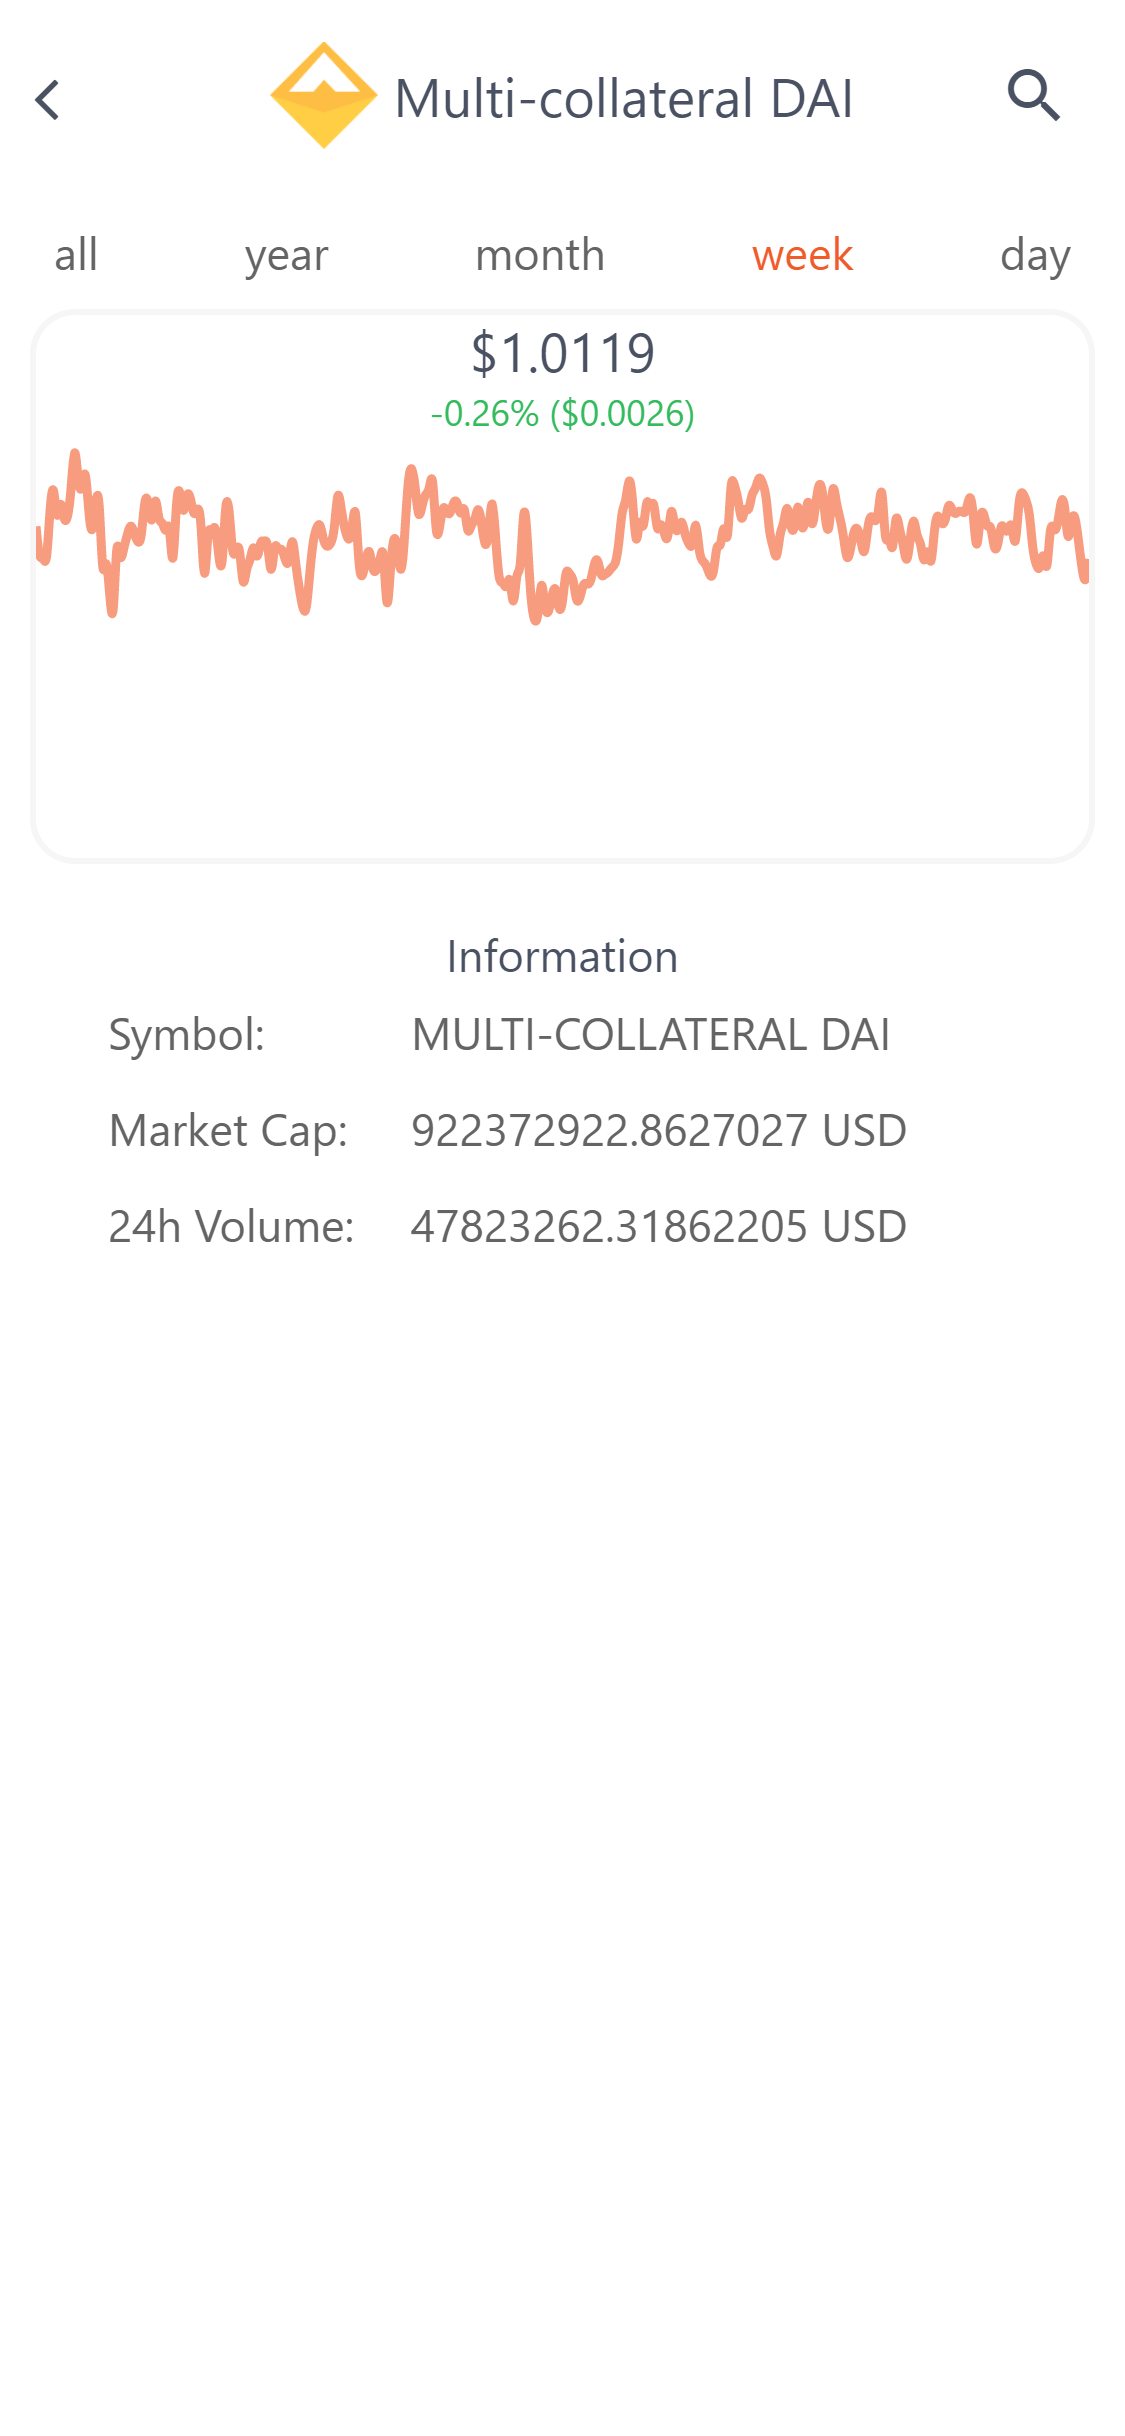 Multi-collateral DAI
all year month week day
$1.0119
-0.26% ($0.0026)
Information
Symbol: MULTI-COLLATERAL DAI
Market Cap: 922372922.8627027 USD
24h Volume: 47823262.31862205 USD